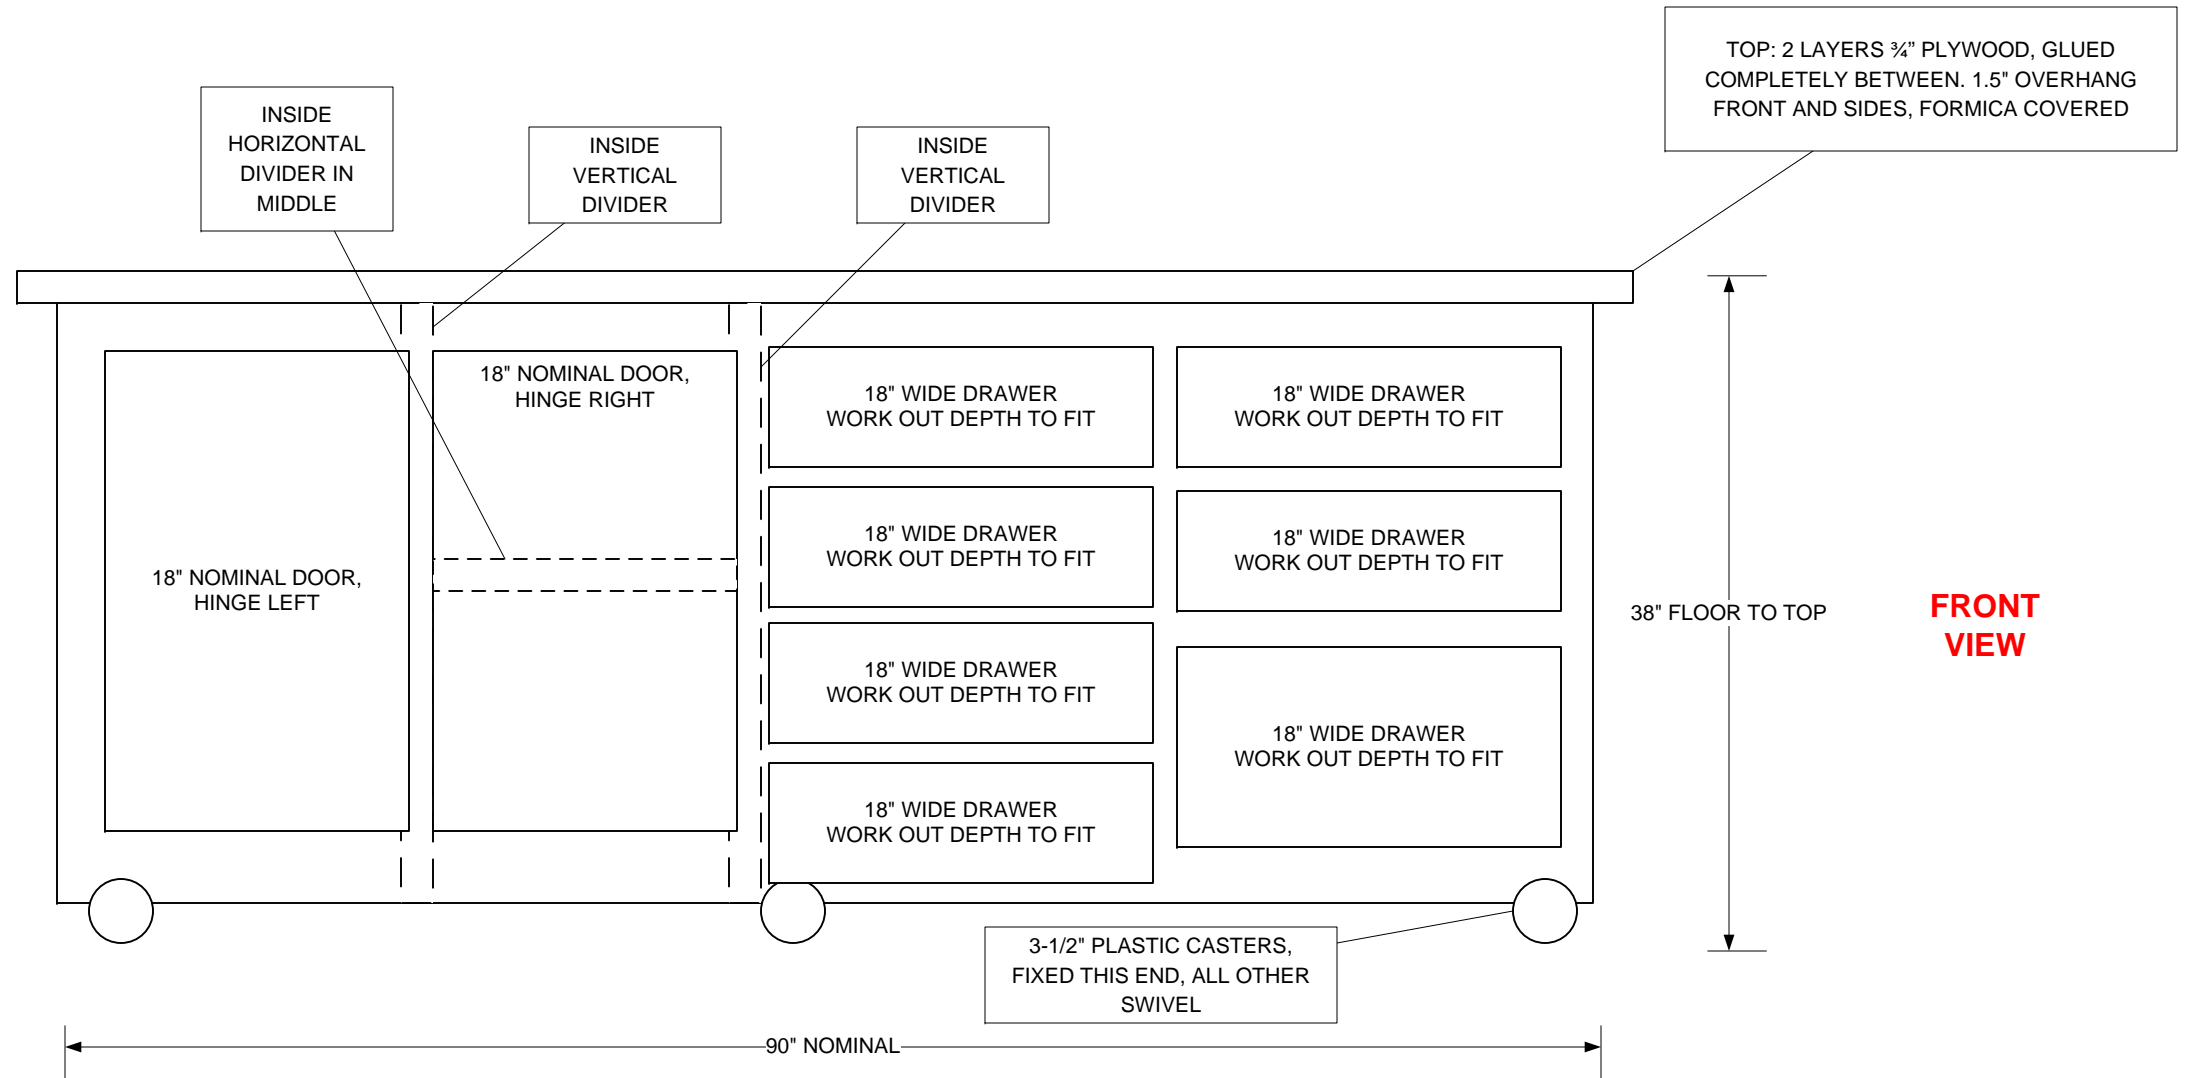 TOP: 2 LAYERS ¾” PLYWOOD, GLUED
COMPLETELY BETWEEN. 1.5" OVERHANG
FRONT AND SIDES, FORMICA COVERED
INSIDE
HORIZONTAL
DIVIDER IN
MIDDLE
INSIDE
VERTICAL
DIVIDER
INSIDE
VERTICAL
DIVIDER
18" NOMINAL DOOR,
HINGE LEFT
18" NOMINAL DOOR,
HINGE RIGHT
18" WIDE DRAWER
WORK OUT DEPTH TO FIT
18" WIDE DRAWER
WORK OUT DEPTH TO FIT
18" WIDE DRAWER
WORK OUT DEPTH TO FIT
18" WIDE DRAWER
WORK OUT DEPTH TO FIT
18" WIDE DRAWER
WORK OUT DEPTH TO FIT
18" WIDE DRAWER
WORK OUT DEPTH TO FIT
18" WIDE DRAWER
WORK OUT DEPTH TO FIT
38" FLOOR TO TOP
FRONT
VIEW
3-1/2" PLASTIC CASTERS,
FIXED THIS END, ALL OTHER
SWIVEL
90" NOMINAL